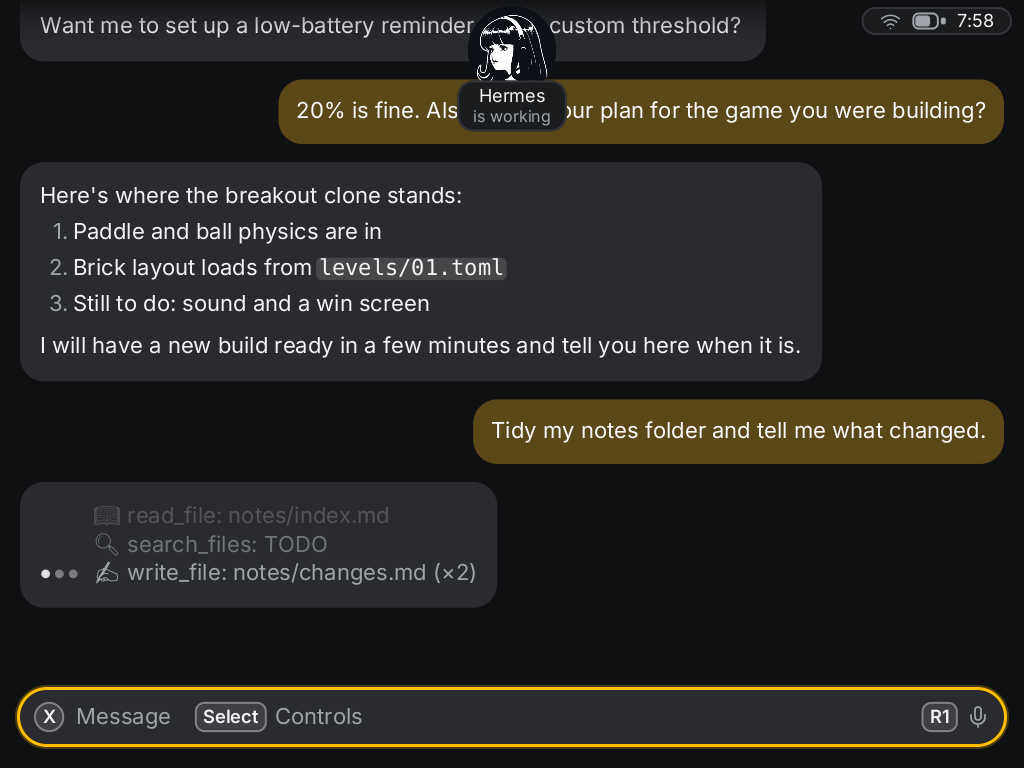 Want me to set up a low-battery reminder custom threshold?
7:58
Hermes
is working
20% is fine. Als our plan for the game you were building?
Here's where the breakout clone stands:
1. Paddle and ball physics are in
2. Brick layout loads from levels/01.toml
3. Still to do: sound and a win screen
I will have a new build ready in a few minutes and tell you here when it is.
Tidy my notes folder and tell me what changed.
read_file: notes/index.md
search_files: TODO
write_file: notes/changes.md (×2)
X Message Select Controls R1